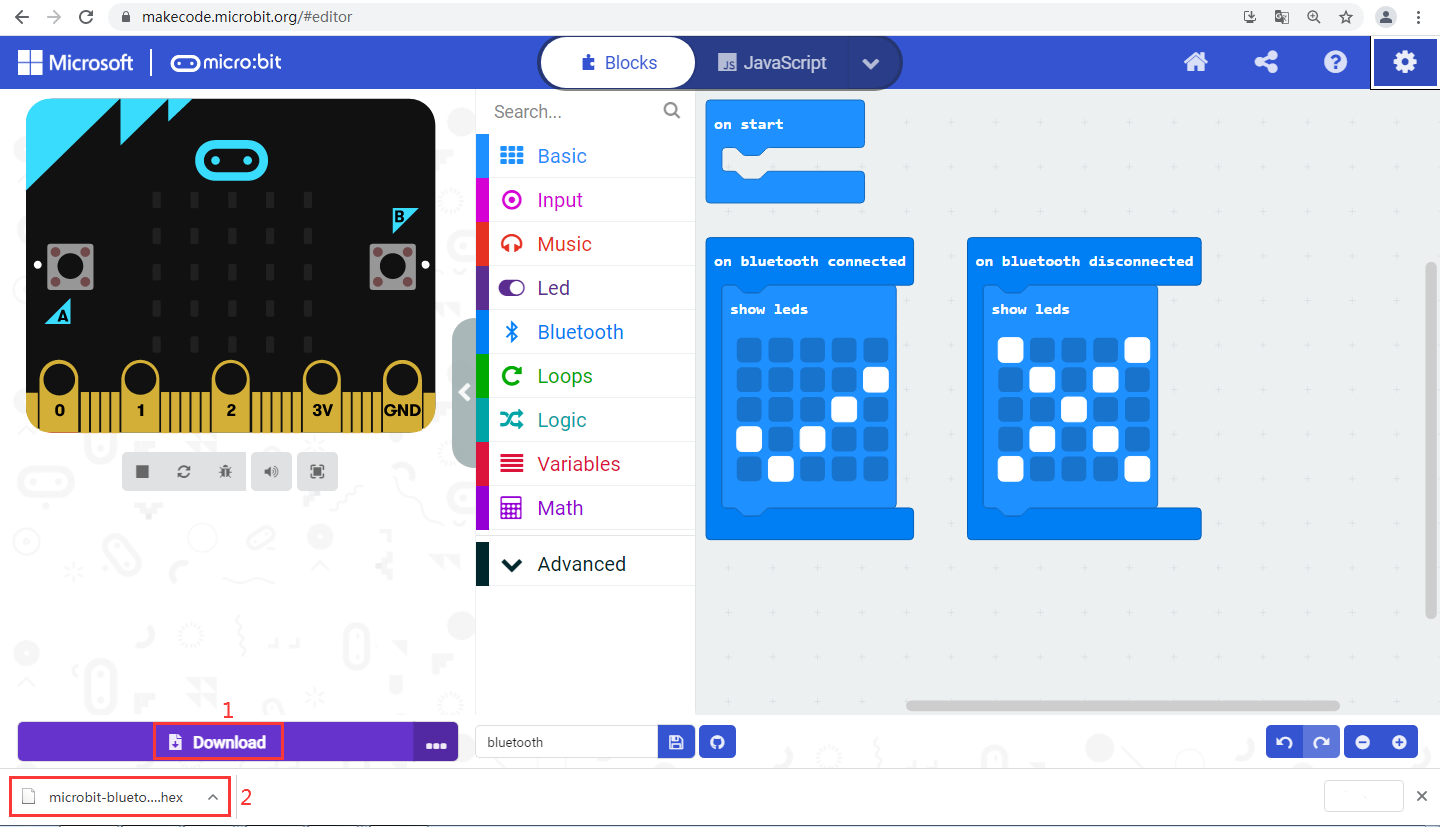 makecode.microbit.org/#editor
Microsoft
micro:bit
Blocks
JS JavaScript
B
A
0 1 2 3V GND
Search...
Basic
Input
Music
Led
Bluetooth
Loops
Logic
Variables
Math
Advanced
on start
on bluetooth connected
show leds
on bluetooth disconnected
show leds
1
Download
bluetooth
microbit-blueto....hex
2